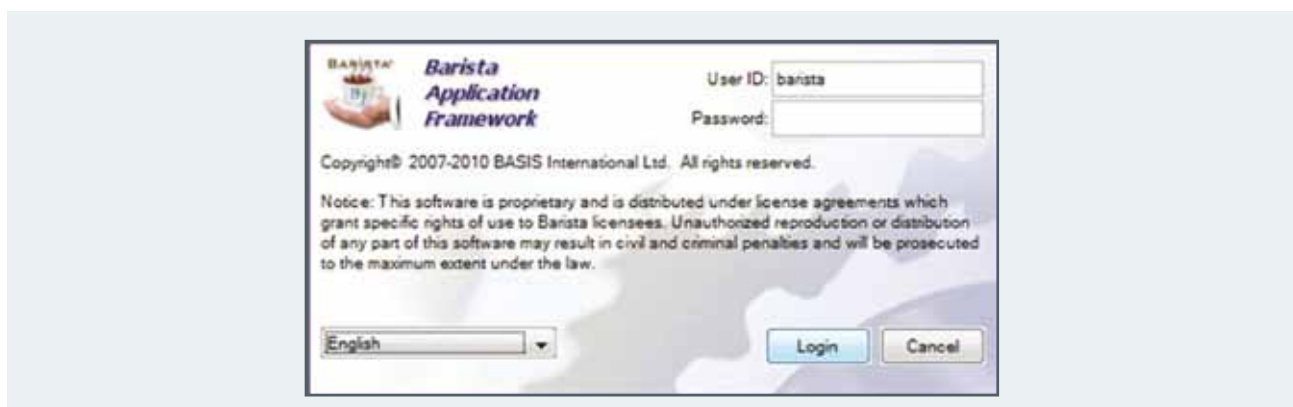 BARISTA
Barista
Application
Framework
User ID: barista
Password:
Copyright© 2007-2010 BASIS International Ltd. All rights reserved.
Notice: This software is proprietary and is distributed under license agreements which
grant specific rights of use to Barista licensees. Unauthorized reproduction or distribution
of any part of this software may result in civil and criminal penalties and will be prosecuted
to the maximum extent under the law.
English
Login Cancel